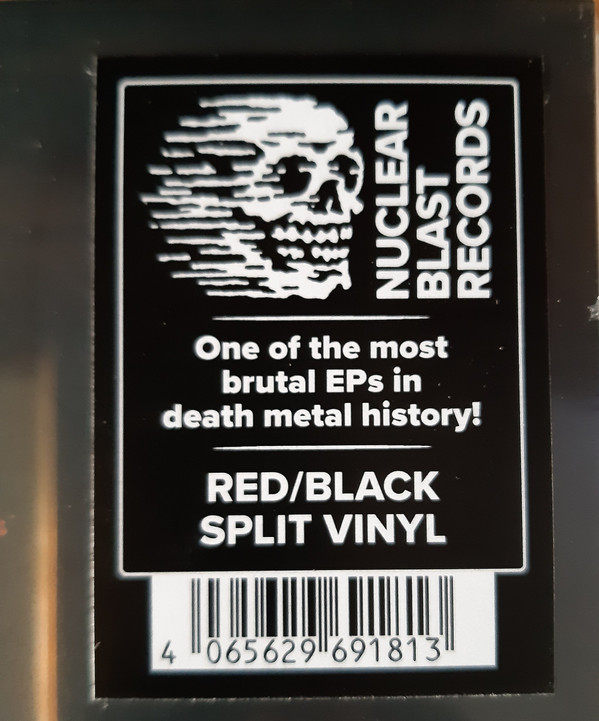 NUCLEAR
BLAST
RECORDS
One of the most
brutal EPs in
death metal history!
RED/BLACK
SPLIT VINYL
4 065629 691813